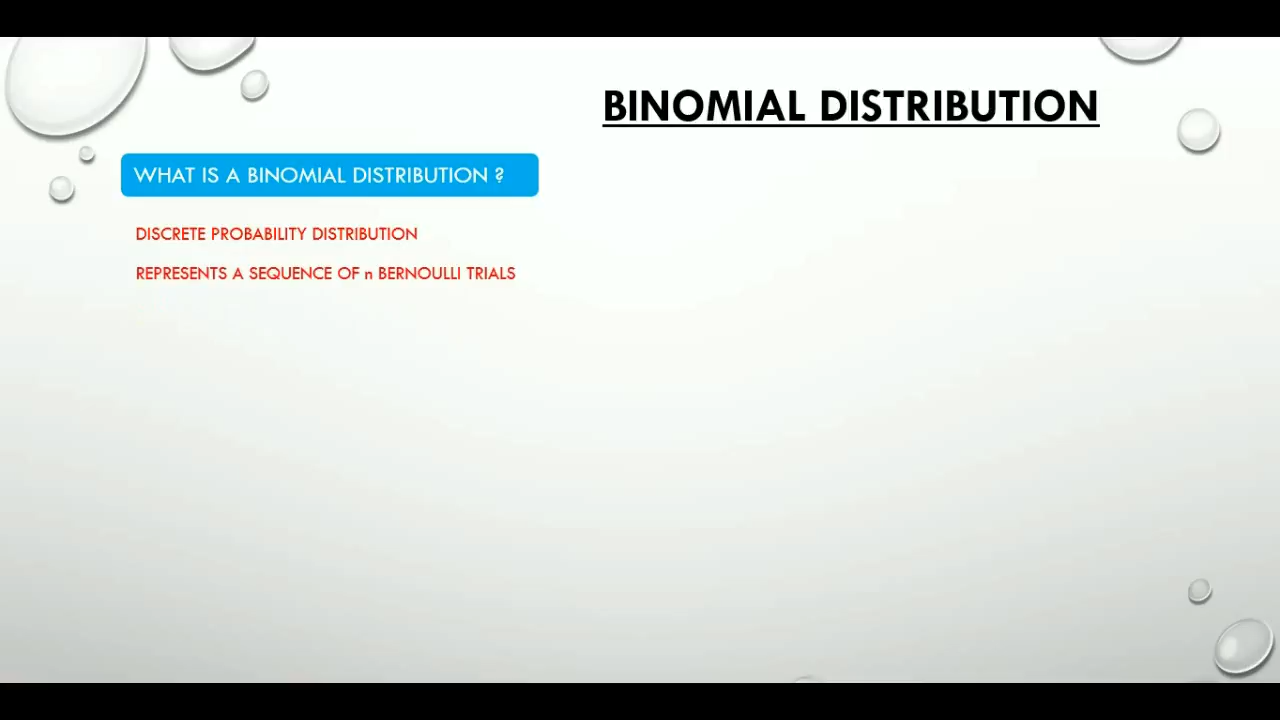 BINOMIAL DISTRIBUTION
WHAT IS A BINOMIAL DISTRIBUTION ?
DISCRETE PROBABILITY DISTRIBUTION
REPRESENTS A SEQUENCE OF n BERNOULLI TRIALS